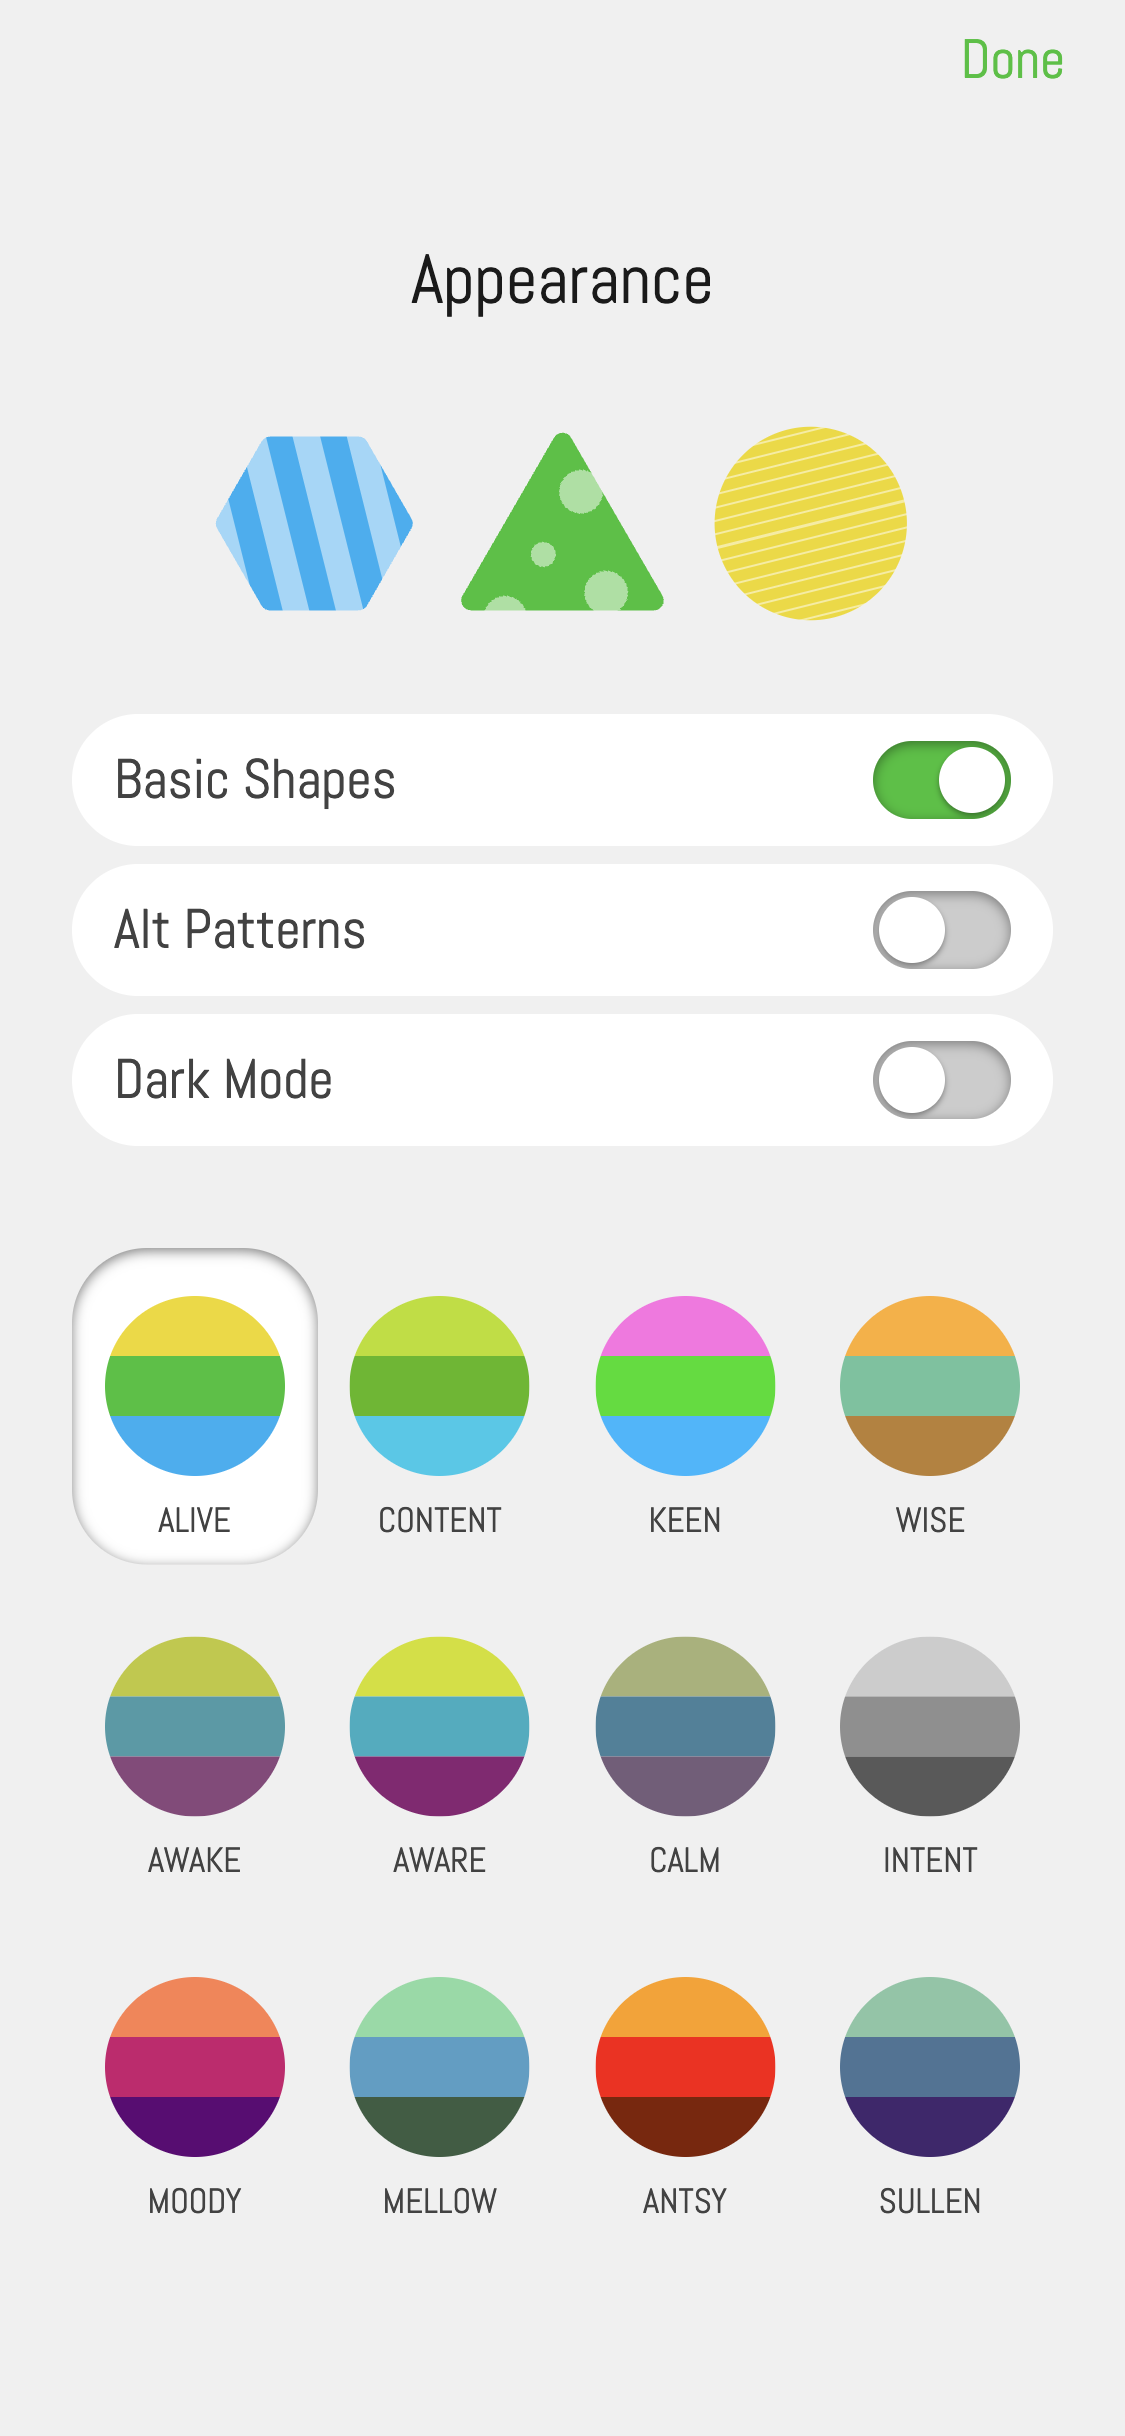 Done
Appearance
Basic Shapes
Alt Patterns
Dark Mode
ALIVE
CONTENT
KEEN
WISE
AWAKE
AWARE
CALM
INTENT
MOODY
MELLOW
ANTSY
SULLEN